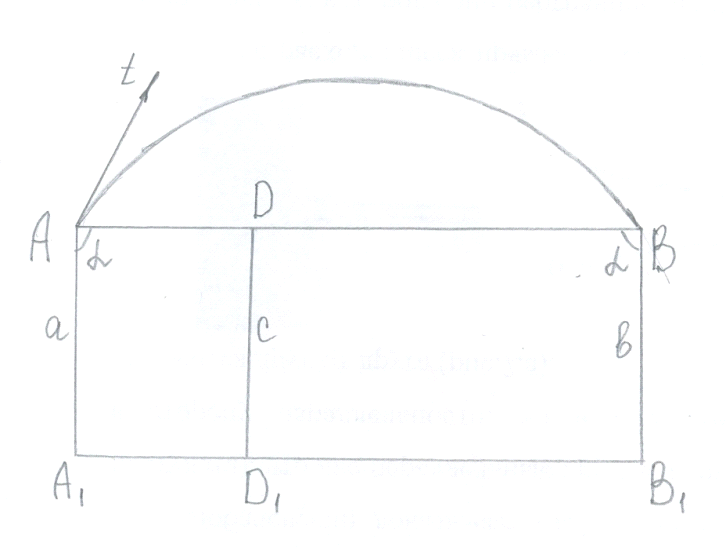 t
A D B
α α
a c b
A₁ D₁ B₁